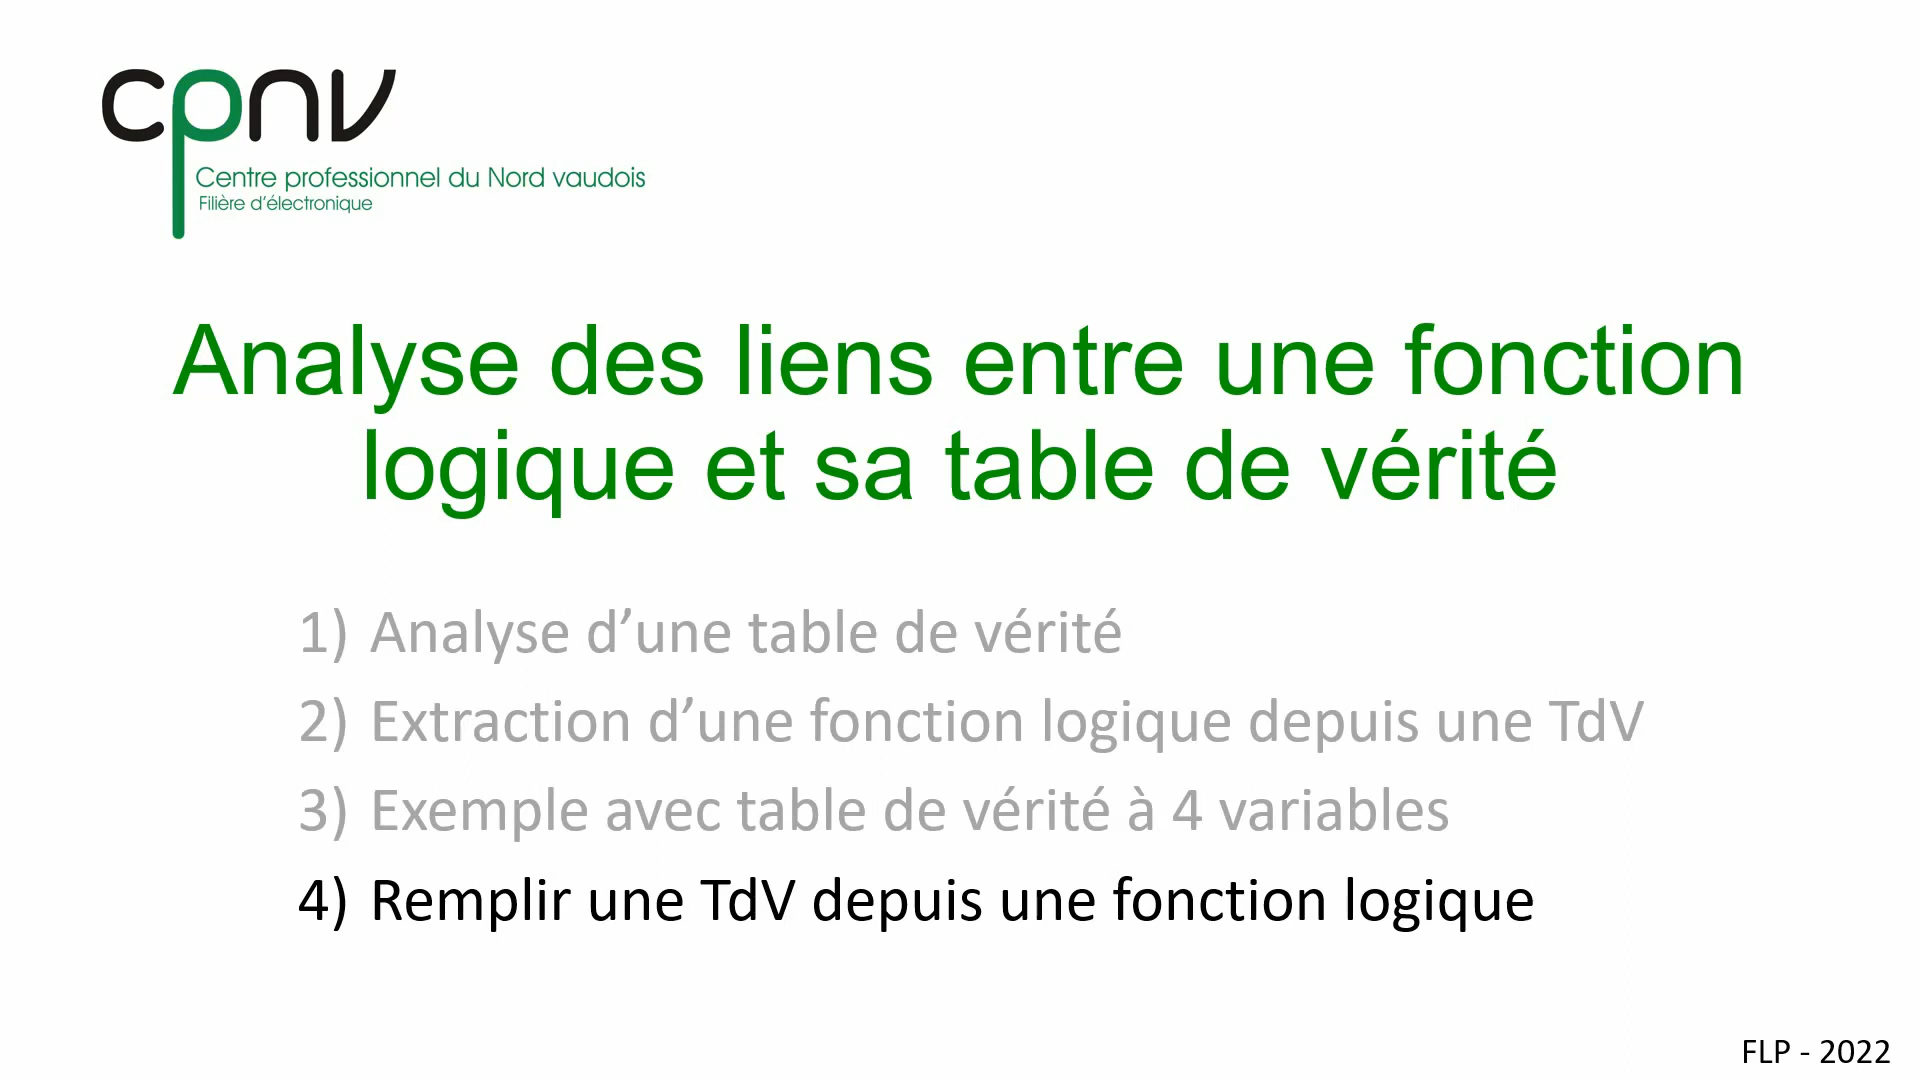 cpnv
Centre professionnel du Nord vaudois
Filière d'électronique
Analyse des liens entre une fonction
logique et sa table de vérité
1) Analyse d’une table de vérité
2) Extraction d’une fonction logique depuis une TdV
3) Exemple avec table de vérité à 4 variables
4) Remplir une TdV depuis une fonction logique
FLP - 2022